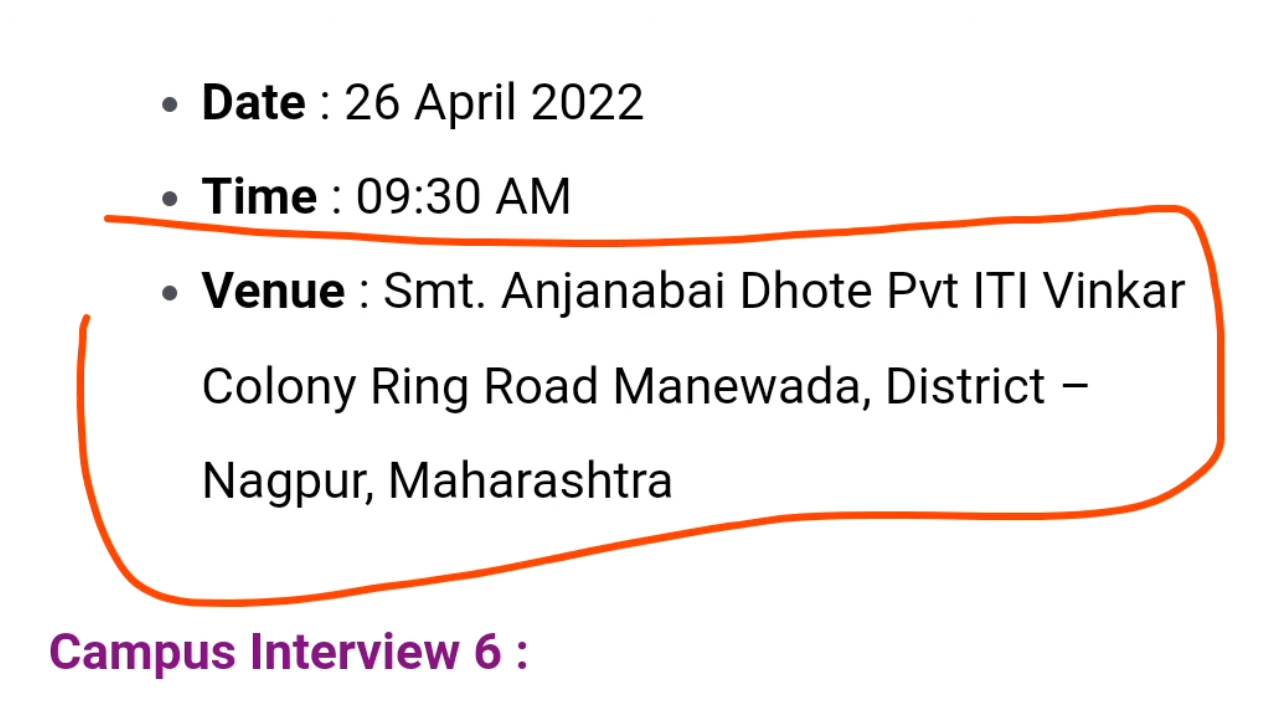 Date : 26 April 2022
Time : 09:30 AM
Venue : Smt. Anjanabai Dhote Pvt ITI Vinkar
Colony Ring Road Manewada, District –
Nagpur, Maharashtra
Campus Interview 6 :